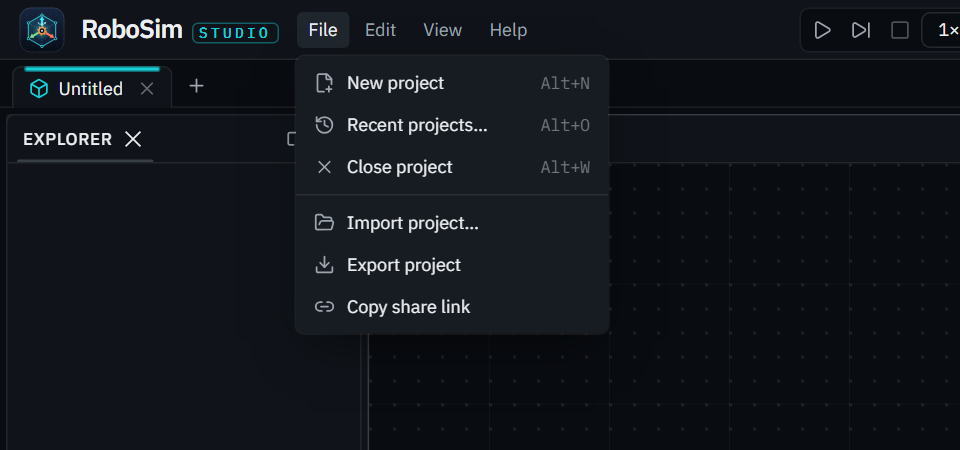 RoboSim STUDIO File Edit View Help 1×
Untitled
EXPLORER
New project Alt+N
Recent projects... Alt+O
Close project Alt+W
Import project...
Export project
Copy share link